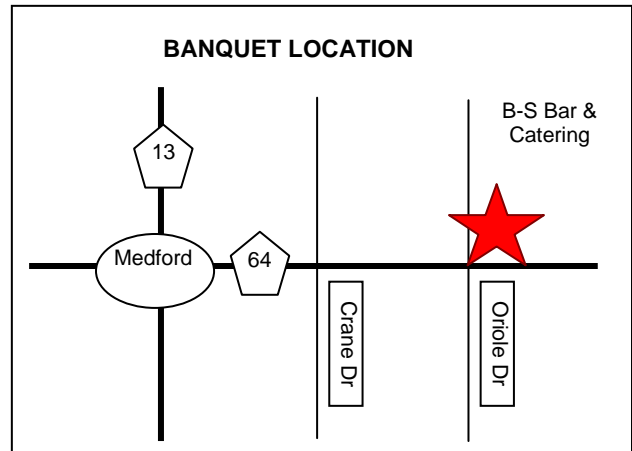 BANQUET LOCATION
B-S Bar &
Catering
13
Medford
64
Crane Dr
Oriole Dr